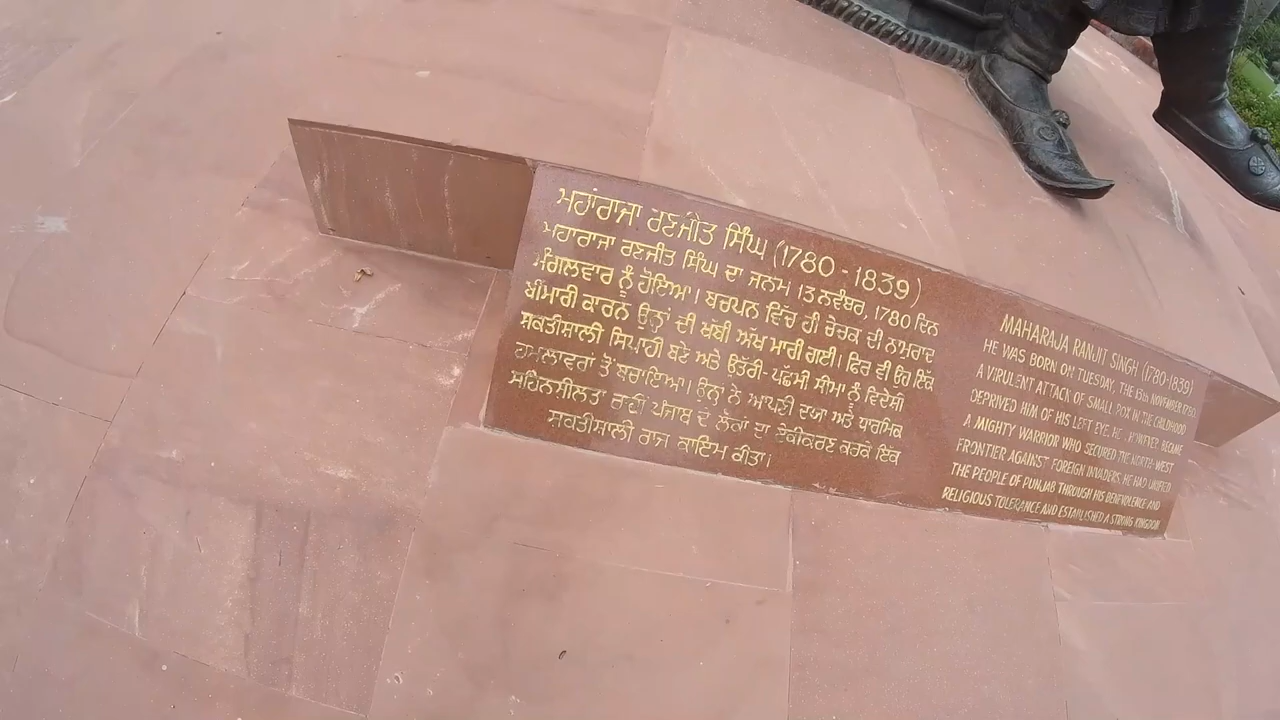 ਮਹਾਂਰਾਜਾ ਰਣਜੀਤ ਸਿੰਘ (1780 - 1839)
ਮਹਾਰਾਜਾ ਰਣਜੀਤ ਸਿੰਘ ਦਾ ਜਨਮ 13 ਨਵੰਬਰ, 1780 ਦਿਨ
ਮੰਗਲਵਾਰ ਨੂੰ ਹੋਇਆ। ਬਚਪਨ ਵਿੱਚ ਹੀ ਚੇਚਕ ਦੀ ਨਾਮੁਰਾਦ
ਬੀਮਾਰੀ ਕਾਰਨ ਉਨ੍ਹਾਂ ਦੀ ਖੱਬੀ ਅੱਖ ਮਾਰੀ ਗਈ। ਫਿਰ ਵੀ ਉਹ ਇੱਕ
ਸ਼ਕਤੀਸ਼ਾਲੀ ਸਿਪਾਹੀ ਬਣੇ ਅਤੇ ਉੱਤਰੀ-ਪਛੱਮੀ ਸੀਮਾ ਨੂੰ ਵਿਦੇਸ਼ੀ
ਹਮਲਾਵਰਾਂ ਤੋਂ ਬਚਾਇਆ। ਉਨ੍ਹਾਂ ਨੇ ਆਪਣੀ ਦਯਾ ਅਤੇ ਧਾਰਮਿਕ
ਸਹਿਨਸ਼ੀਲਤਾ ਰਾਹੀਂ ਪੰਜਾਬ ਦੇ ਲੋਕਾਂ ਦਾ ਏਕੀਕਰਣ ਕਰਕੇ ਇਕ
ਸ਼ਕਤੀਸ਼ਾਲੀ ਰਾਜ ਕਾਇਮ ਕੀਤਾ।
MAHARAJA RANJIT SINGH (1780-1839)
HE WAS BORN ON TUESDAY, THE 13th NOVEMBER 1780.
A VIRULENT ATTACK OF SMALL POX IN THE CHILDHOOD
DEPRIVED HIM OF HIS LEFT EYE. HE, HOWEVER BECAME
A MIGHTY WARRIOR WHO SECURED THE NORTH-WEST
FRONTIER AGAINST FOREIGN INVADERS. HE HAD UNIFIED
THE PEOPLE OF PUNJAB THROUGH HIS BENEVOLENCE AND
RELIGIOUS TOLERANCE AND ESTABLISHED A STRONG KINGDOM